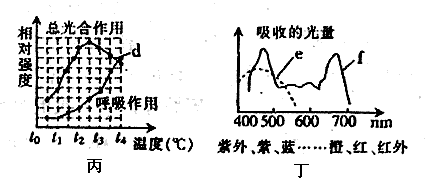 总光合作用
相对强度
d
呼吸作用
t₀ t₁ t₂ t₃ t₄ 温度(℃)
丙
吸收的光量
e
f
400 500 600 700 nm
紫外、紫、蓝……橙、红、红外
丁